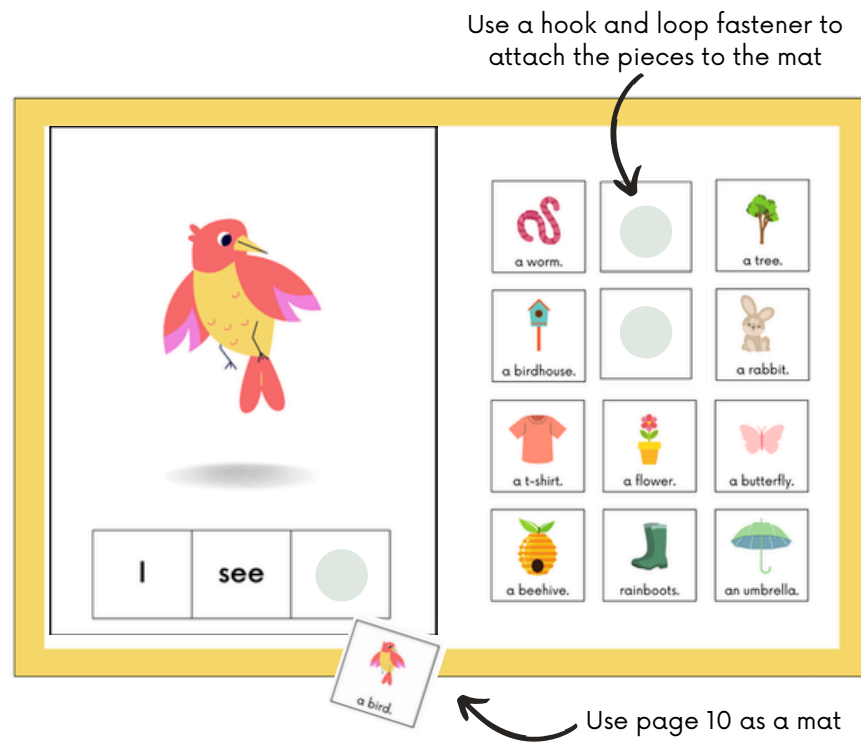 Use a hook and loop fastener to
attach the pieces to the mat
a worm.
a tree.
a birdhouse.
a rabbit.
a t-shirt.
a flower.
a butterfly.
a beehive.
rainboots.
an umbrella.
I see
a bird.
Use page 10 as a mat